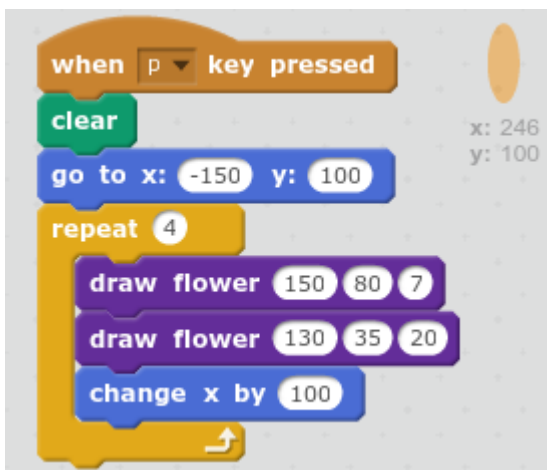 when p key pressed
clear
x: 246
go to x: -150 y: 100
y: 100
repeat 4
draw flower 150 80 7
draw flower 130 35 20
change x by 100